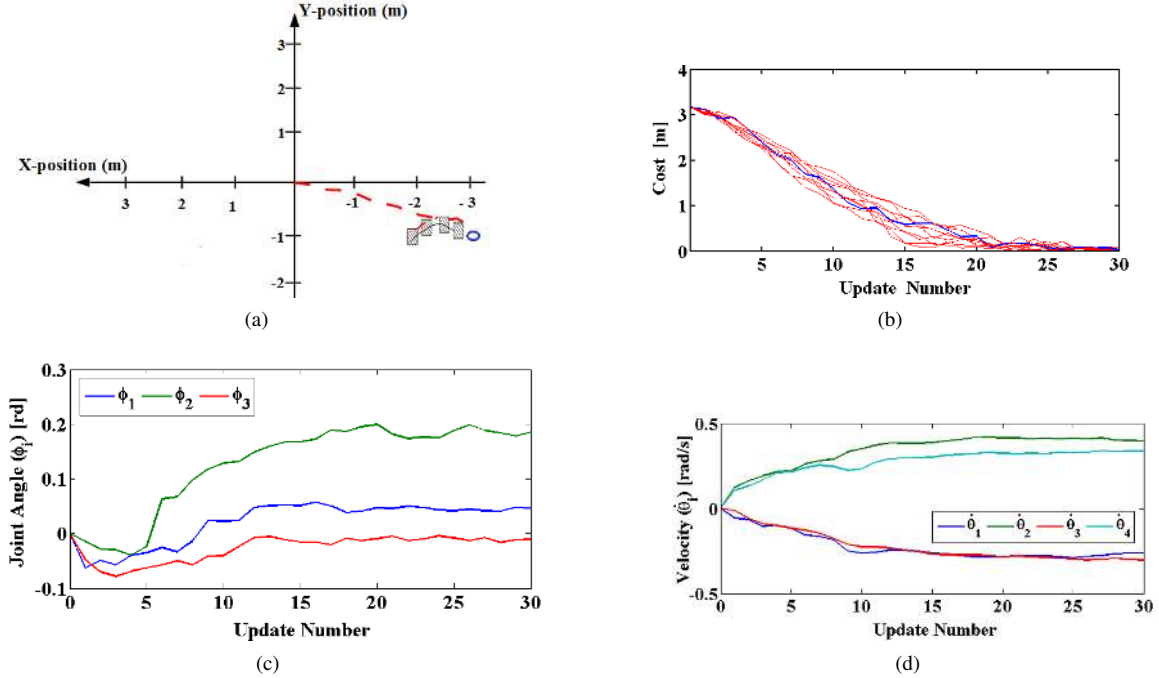 Y-position (m)
3
2
1
X-position (m)
3 2 1 -1 -2 -3
-1
-2
(a)
4
3
2
1
0
Cost [m]
5 10 15 20 25 30
Update Number
(b)
0.3
0.2
0.1
0
-0.1
Joint Angle (ϕi) [rd]
ϕ1 ϕ2 ϕ3
0 5 10 15 20 25 30
Update Number
(c)
0.5
0
-0.5
Velocity (θ̇i) [rad/s]
θ̇1 θ̇2 θ̇3 θ̇4
0 5 10 15 20 25 30
Update Number
(d)